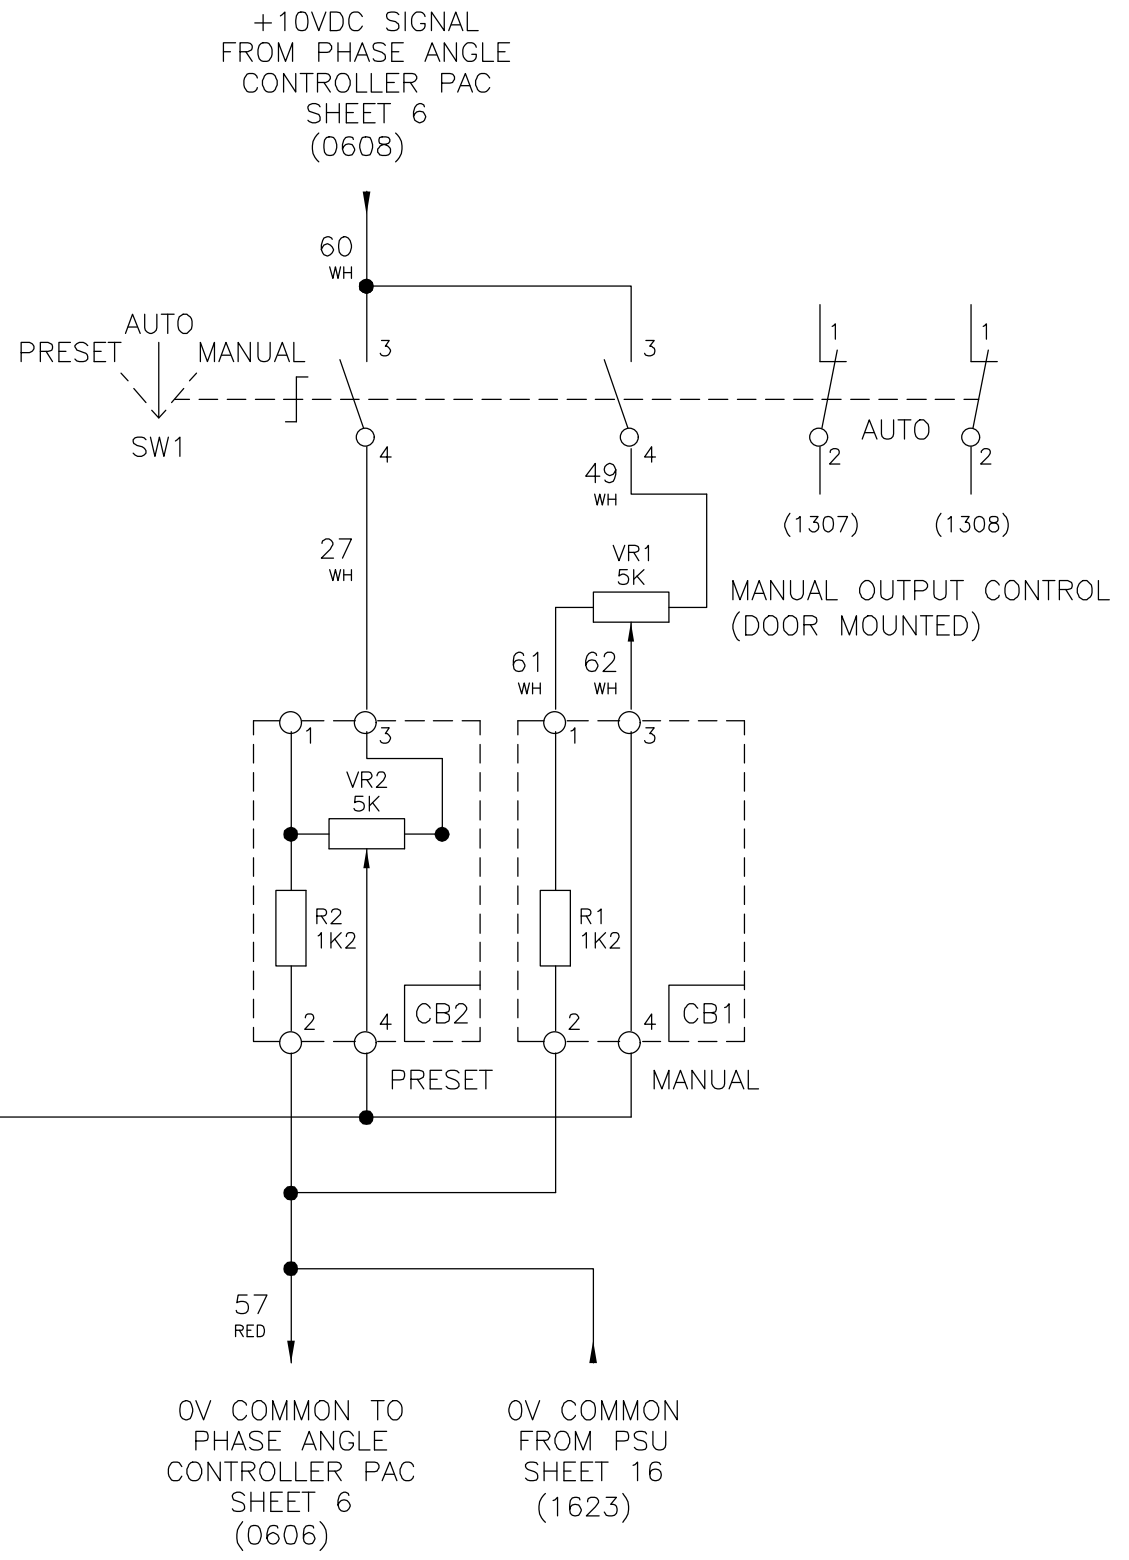 +10VDC SIGNAL
FROM PHASE ANGLE
CONTROLLER PAC
SHEET 6
(0608)
60
WH
AUTO
PRESET
MANUAL
SW1
3
4
3
4
1
2
AUTO
1
2
(1307)
(1308)
49
WH
27
WH
VR1
5K
MANUAL OUTPUT CONTROL
(DOOR MOUNTED)
61
WH
62
WH
1
3
1
3
VR2
5K
R2
1K2
R1
1K2
CB2
CB1
2
4
2
4
PRESET
MANUAL
57
RED
0V COMMON TO
PHASE ANGLE
CONTROLLER PAC
SHEET 6
(0606)
0V COMMON
FROM PSU
SHEET 16
(1623)